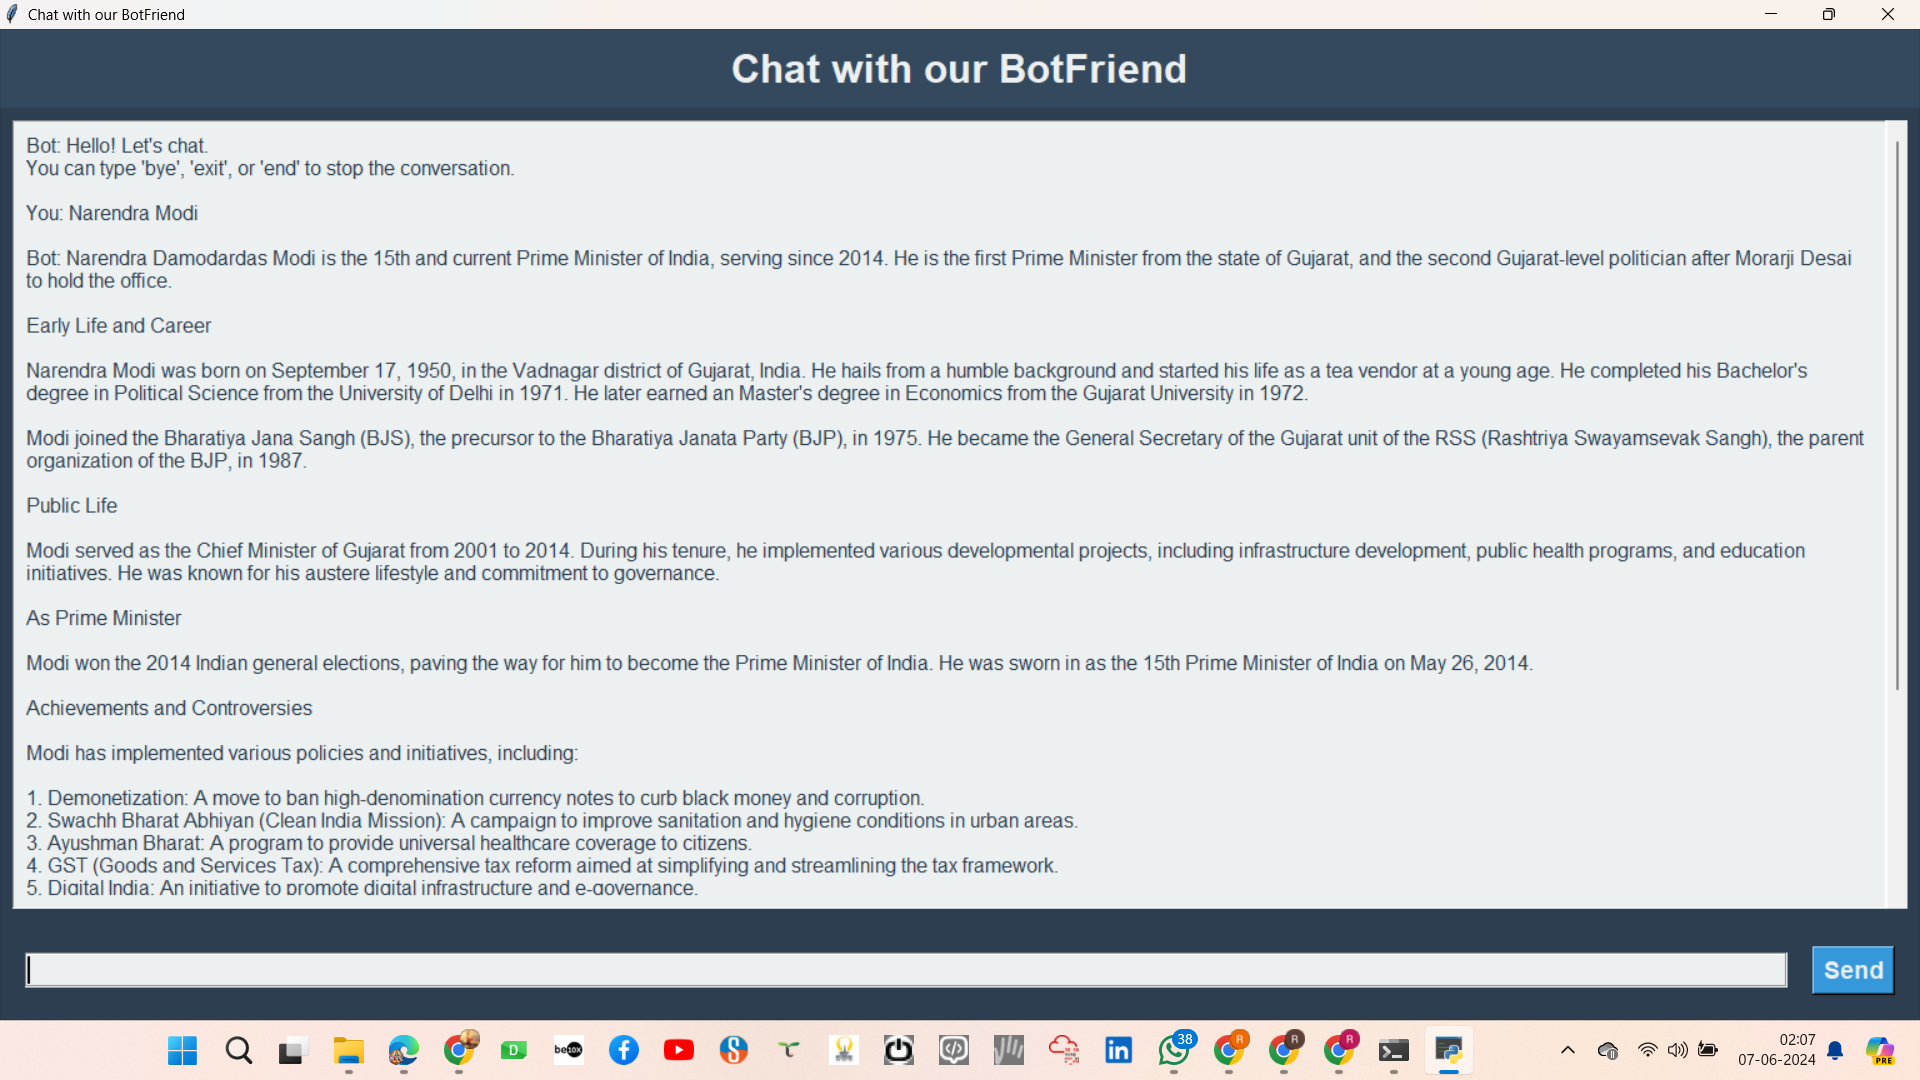 Chat with our BotFriend
Chat with our BotFriend
Bot: Hello! Let's chat.
You can type 'bye', 'exit', or 'end' to stop the conversation.
You: Narendra Modi
Bot: Narendra Damodardas Modi is the 15th and current Prime Minister of India, serving since 2014. He is the first Prime Minister from the state of Gujarat, and the second Gujarat-level politician after Morarji Desai
to hold the office.
Early Life and Career
Narendra Modi was born on September 17, 1950, in the Vadnagar district of Gujarat, India. He hails from a humble background and started his life as a tea vendor at a young age. He completed his Bachelor's
degree in Political Science from the University of Delhi in 1971. He later earned an Master's degree in Economics from the Gujarat University in 1972.
Modi joined the Bharatiya Jana Sangh (BJS), the precursor to the Bharatiya Janata Party (BJP), in 1975. He became the General Secretary of the Gujarat unit of the RSS (Rashtriya Swayamsevak Sangh), the parent
organization of the BJP, in 1987.
Public Life
Modi served as the Chief Minister of Gujarat from 2001 to 2014. During his tenure, he implemented various developmental projects, including infrastructure development, public health programs, and education
initiatives. He was known for his austere lifestyle and commitment to governance.
As Prime Minister
Modi won the 2014 Indian general elections, paving the way for him to become the Prime Minister of India. He was sworn in as the 15th Prime Minister of India on May 26, 2014.
Achievements and Controversies
Modi has implemented various policies and initiatives, including:
1. Demonetization: A move to ban high-denomination currency notes to curb black money and corruption.
2. Swachh Bharat Abhiyan (Clean India Mission): A campaign to improve sanitation and hygiene conditions in urban areas.
3. Ayushman Bharat: A program to provide universal healthcare coverage to citizens.
4. GST (Goods and Services Tax): A comprehensive tax reform aimed at simplifying and streamlining the tax framework.
5. Digital India: An initiative to promote digital infrastructure and e-governance.
Send
D
be10x
38
R
R
R
02:07
07-06-2024
PRE